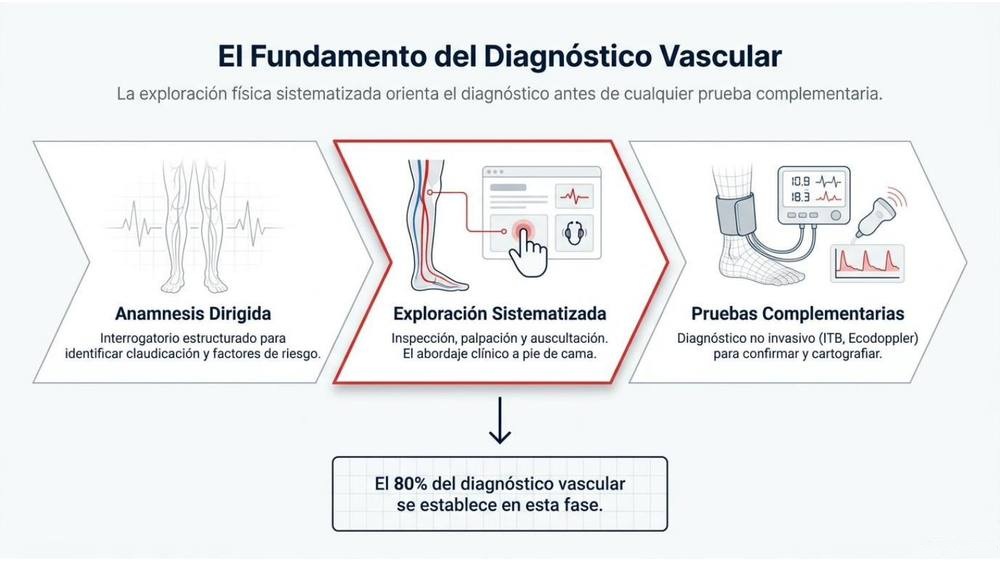 El Fundamento del Diagnóstico Vascular
La exploración física sistematizada orienta el diagnóstico antes de cualquier prueba complementaria.
Anamnesis Dirigida
Interrogatorio estructurado para
identificar claudicación y factores de riesgo.
Exploración Sistematizada
Inspección, palpación y auscultación.
El abordaje clínico a pie de cama.
10.9
18.3
Pruebas Complementarias
Diagnóstico no invasivo (ITB, Ecodoppler)
para confirmar y cartografiar.
El 80% del diagnóstico vascular
se establece en esta fase.